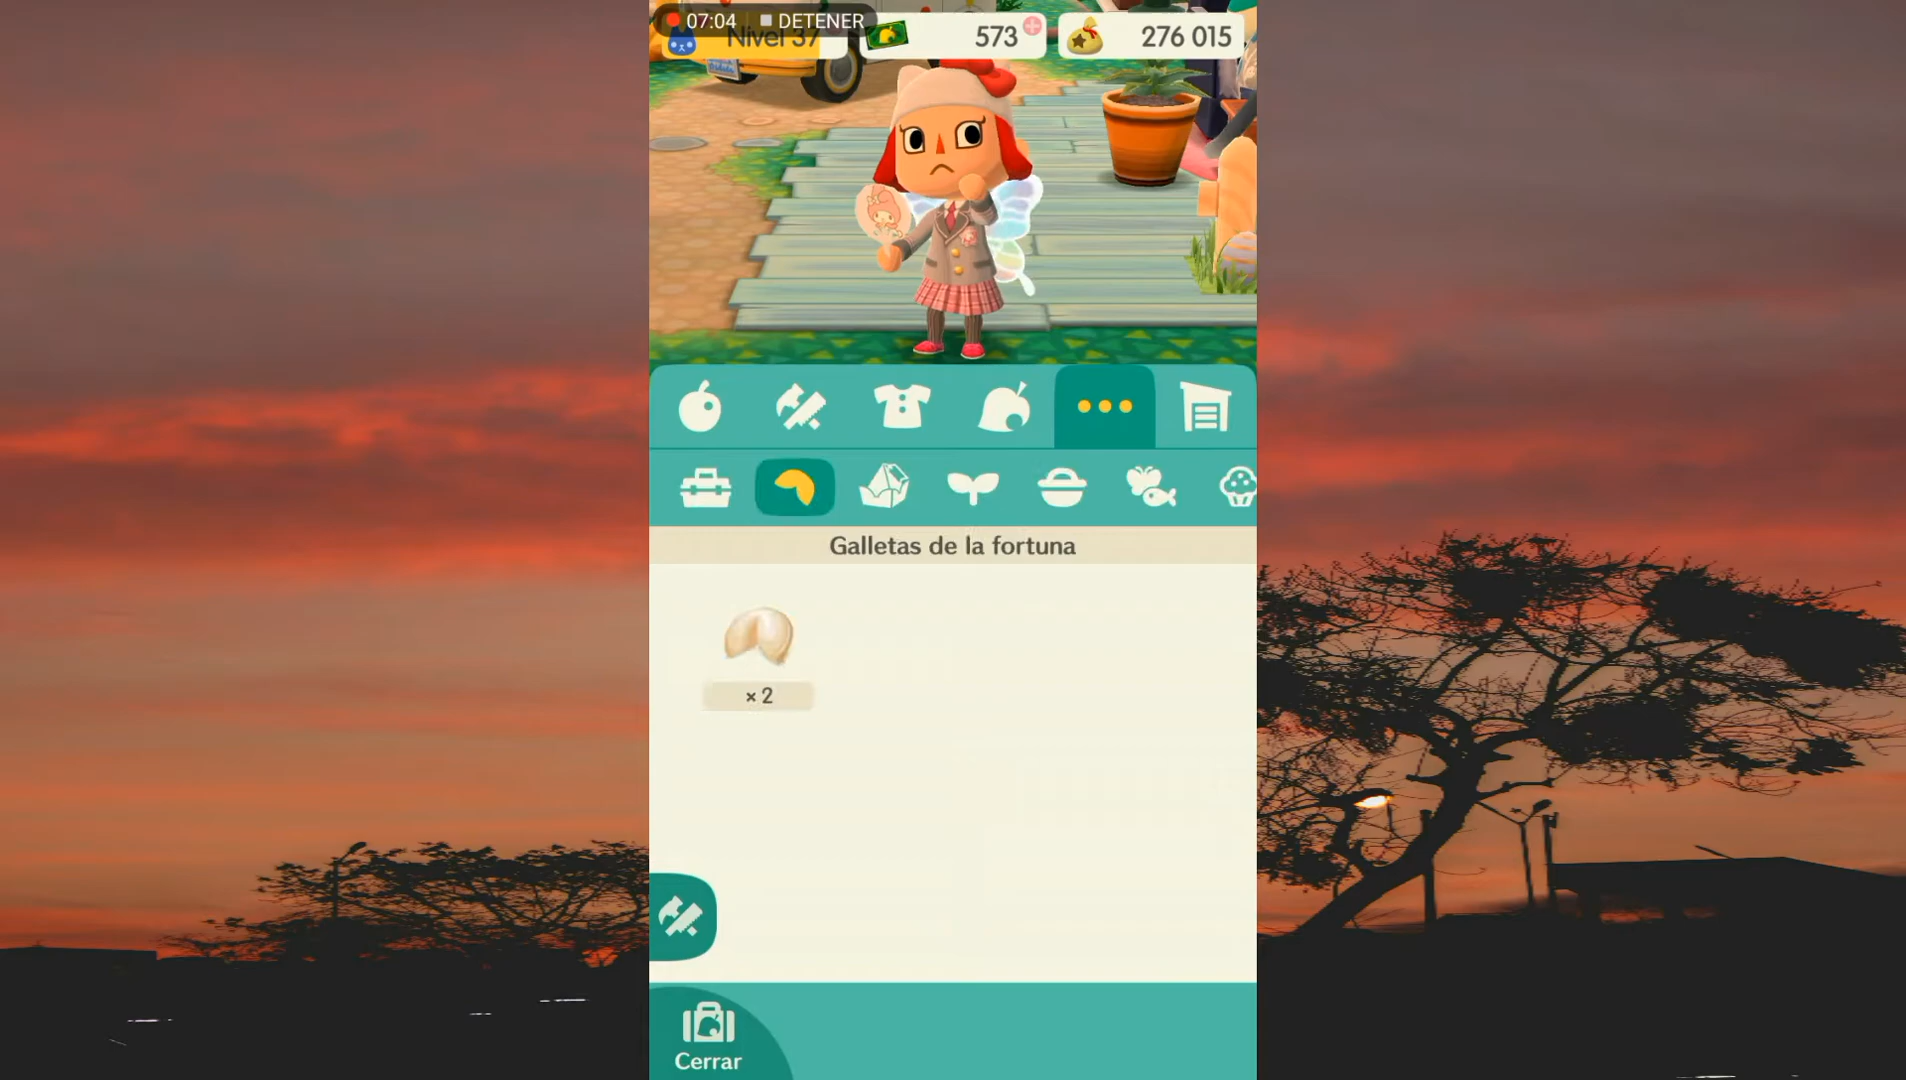 07:04 DETENER
Nivel 37
573
276 015
Galletas de la fortuna
× 2
Cerrar